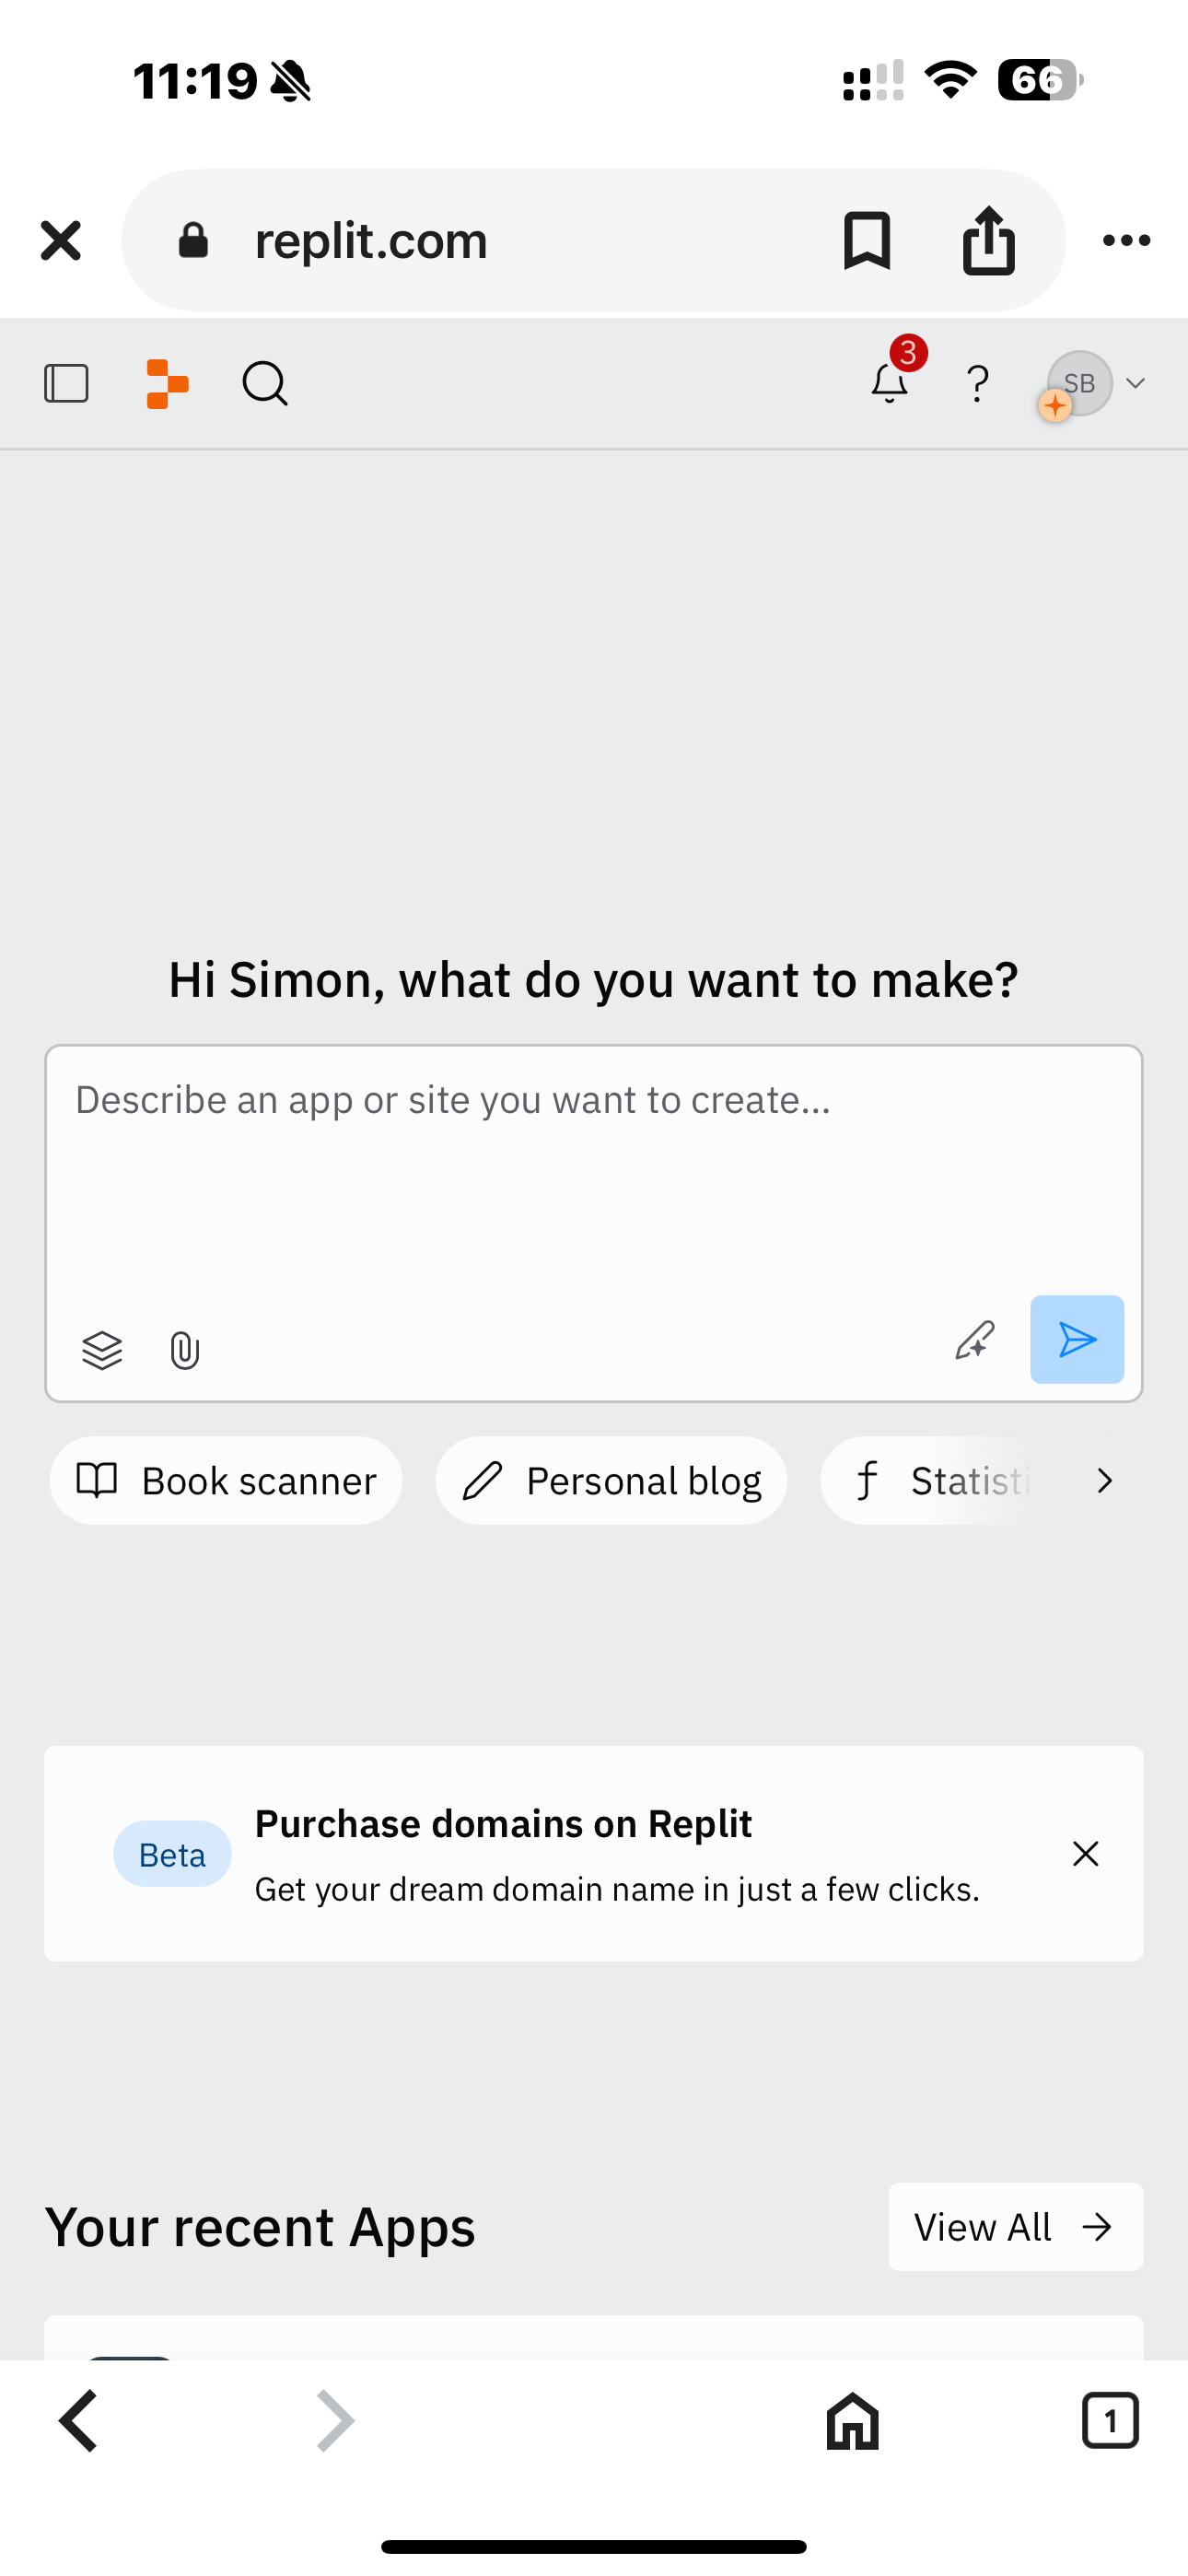 11:19
66
replit.com
3
SB
Hi Simon, what do you want to make?
Describe an app or site you want to create...
Book scanner
Personal blog
Statisti
Beta
Purchase domains on Replit
Get your dream domain name in just a few clicks.
Your recent Apps
View All
1